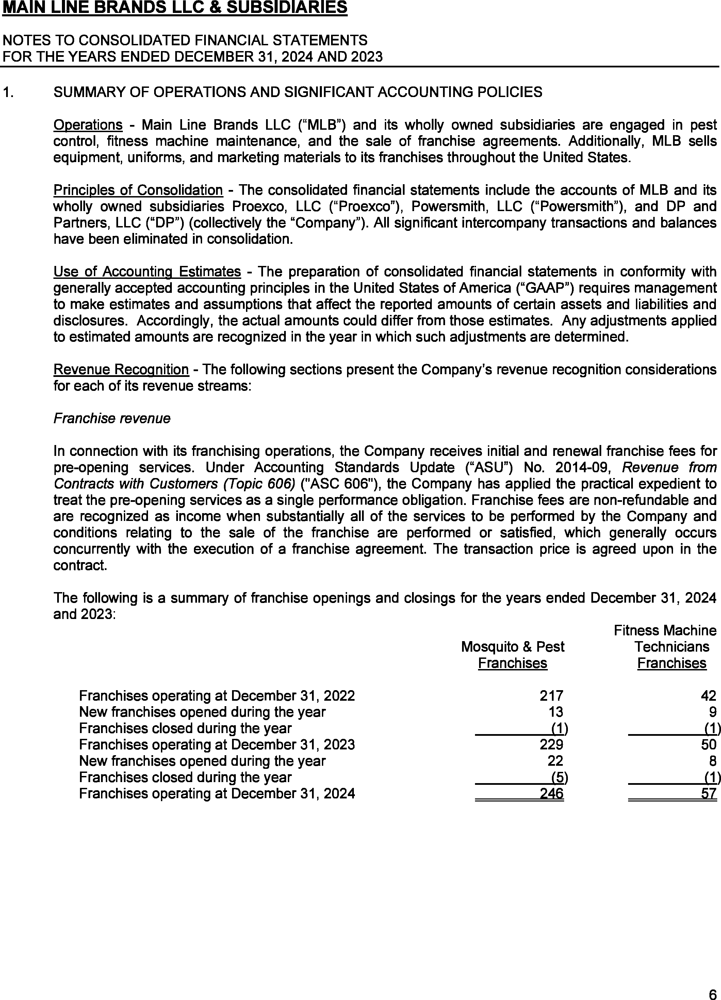 MAIN LINE BRANDS LLC & SUBSIDIARIES
NOTES TO CONSOLIDATED FINANCIAL STATEMENTS
FOR THE YEARS ENDED DECEMBER 31, 2024 AND 2023
1. SUMMARY OF OPERATIONS AND SIGNIFICANT ACCOUNTING POLICIES
Operations - Main Line Brands LLC (“MLB”) and its wholly owned subsidiaries are engaged in pest
control, fitness machine maintenance, and the sale of franchise agreements. Additionally, MLB sells
equipment, uniforms, and marketing materials to its franchises throughout the United States.
Principles of Consolidation - The consolidated financial statements include the accounts of MLB and its
wholly owned subsidiaries Proexco, LLC (“Proexco”), Powersmith, LLC (“Powersmith”), and DP and
Partners, LLC (“DP”) (collectively the “Company”). All significant intercompany transactions and balances
have been eliminated in consolidation.
Use of Accounting Estimates - The preparation of consolidated financial statements in conformity with
generally accepted accounting principles in the United States of America (“GAAP”) requires management
to make estimates and assumptions that affect the reported amounts of certain assets and liabilities and
disclosures. Accordingly, the actual amounts could differ from those estimates. Any adjustments applied
to estimated amounts are recognized in the year in which such adjustments are determined.
Revenue Recognition - The following sections present the Company’s revenue recognition considerations
for each of its revenue streams:
Franchise revenue
In connection with its franchising operations, the Company receives initial and renewal franchise fees for
pre-opening services. Under Accounting Standards Update (“ASU”) No. 2014-09, Revenue from
Contracts with Customers (Topic 606) ("ASC 606"), the Company has applied the practical expedient to
treat the pre-opening services as a single performance obligation. Franchise fees are non-refundable and
are recognized as income when substantially all of the services to be performed by the Company and
conditions relating to the sale of the franchise are performed or satisfied, which generally occurs
concurrently with the execution of a franchise agreement. The transaction price is agreed upon in the
contract.
The following is a summary of franchise openings and closings for the years ended December 31, 2024
and 2023:
Fitness Machine
Mosquito & Pest Technicians
Franchises Franchises
Franchises operating at December 31, 2022 217 42
New franchises opened during the year 13 9
Franchises closed during the year (1) (1)
Franchises operating at December 31, 2023 229 50
New franchises opened during the year 22 8
Franchises closed during the year (5) (1)
Franchises operating at December 31, 2024 246 57
6